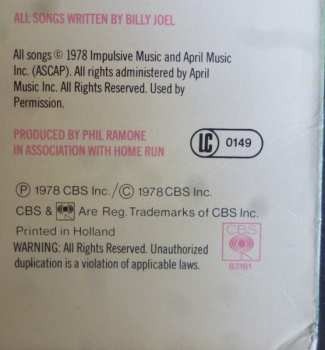 ALL SONGS WRITTEN BY BILLY JOEL
All songs © 1978 Impulsive Music and April Music
Inc. (ASCAP). All rights administered by April
Music Inc. All Rights Reserved. Used by
Permission.
PRODUCED BY PHIL RAMONE
IN ASSOCIATION WITH HOME RUN
LC 0149
Ⓟ 1978 CBS Inc./Ⓒ 1978 CBS Inc.
CBS & Are Reg. Trademarks of CBS Inc.
Printed in Holland
WARNING: All Rights Reserved. Unauthorized
duplication is a violation of applicable laws.
CBS
83181